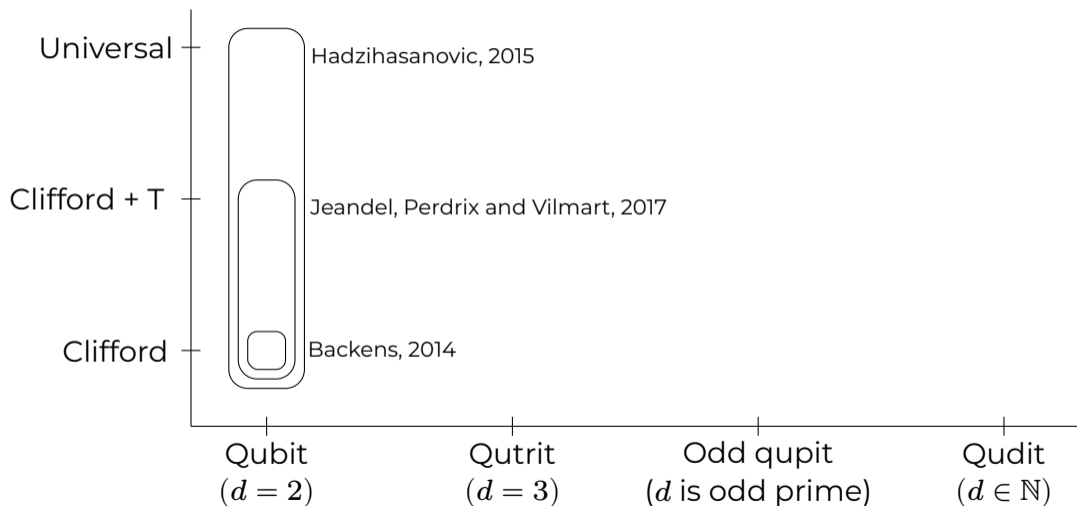 Universal
Hadzihasanovic, 2015
Clifford + T
Jeandel, Perdrix and Vilmart, 2017
Clifford
Backens, 2014
Qubit
(d = 2)
Qutrit
(d = 3)
Odd qupit
(d is odd prime)
Qudit
(d ∈ ℕ)